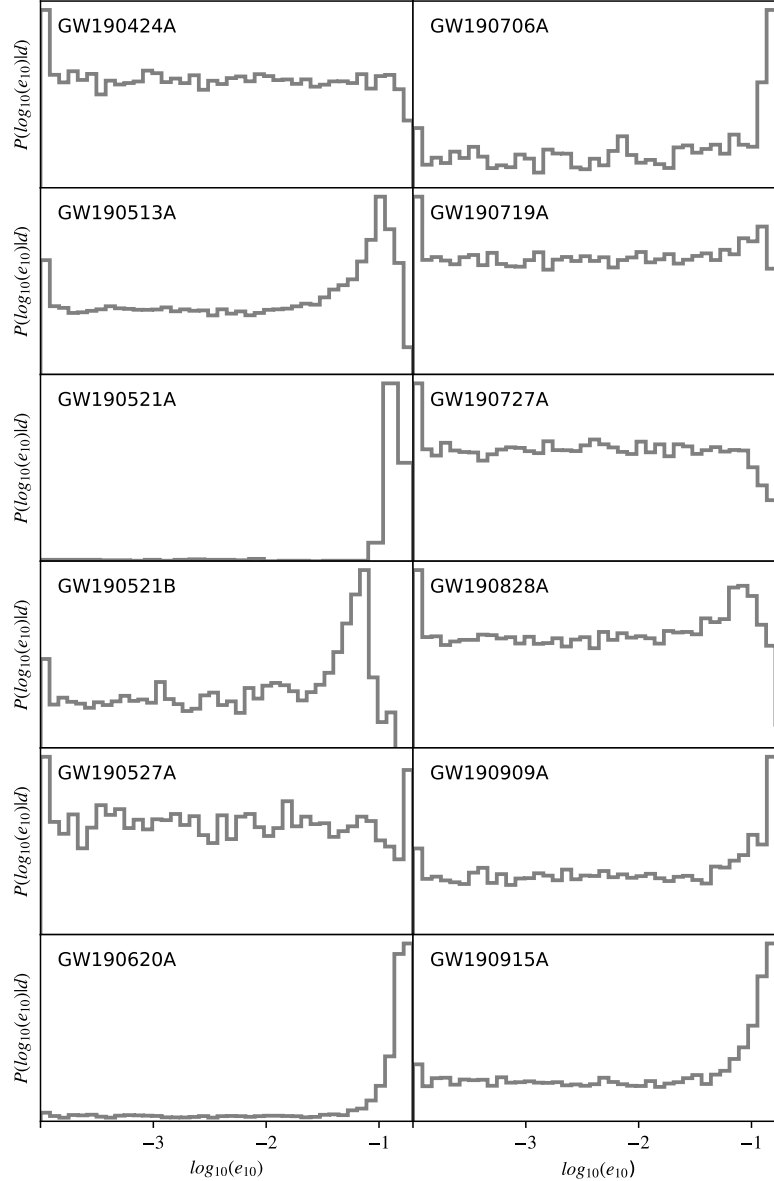 GW190424A
GW190706A
P(log₁₀(e₁₀)|d)
GW190513A
GW190719A
P(log₁₀(e₁₀)|d)
GW190521A
GW190727A
P(log₁₀(e₁₀)|d)
GW190521B
GW190828A
P(log₁₀(e₁₀)|d)
GW190527A
GW190909A
P(log₁₀(e₁₀)|d)
GW190620A
GW190915A
P(log₁₀(e₁₀)|d)
−3 −2 −1 −3 −2 −1
log₁₀(e₁₀) log₁₀(e₁₀)